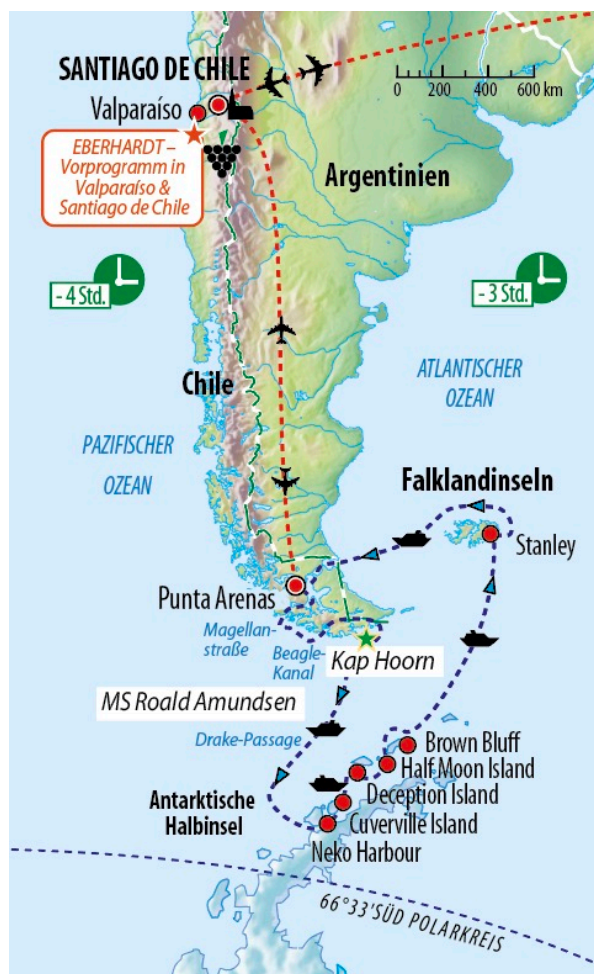 SANTIAGO DE CHILE
Valparaíso
0 200 400 600 km
EBERHARDT –
Vorprogramm in
Valparaíso &
Santiago de Chile
Argentinien
- 4 Std.
- 3 Std.
ATLANTISCHER
OZEAN
Chile
PAZIFISCHER
OZEAN
Falklandinseln
Stanley
Punta Arenas
Magellan-
straße
Beagle-
Kanal
Kap Hoorn
MS Roald Amundsen
Drake-Passage
Brown Bluff
Half Moon Island
Antarktische
Halbinsel
Deception Island
Cuverville Island
Neko Harbour
66°33'SÜD POLARKREIS